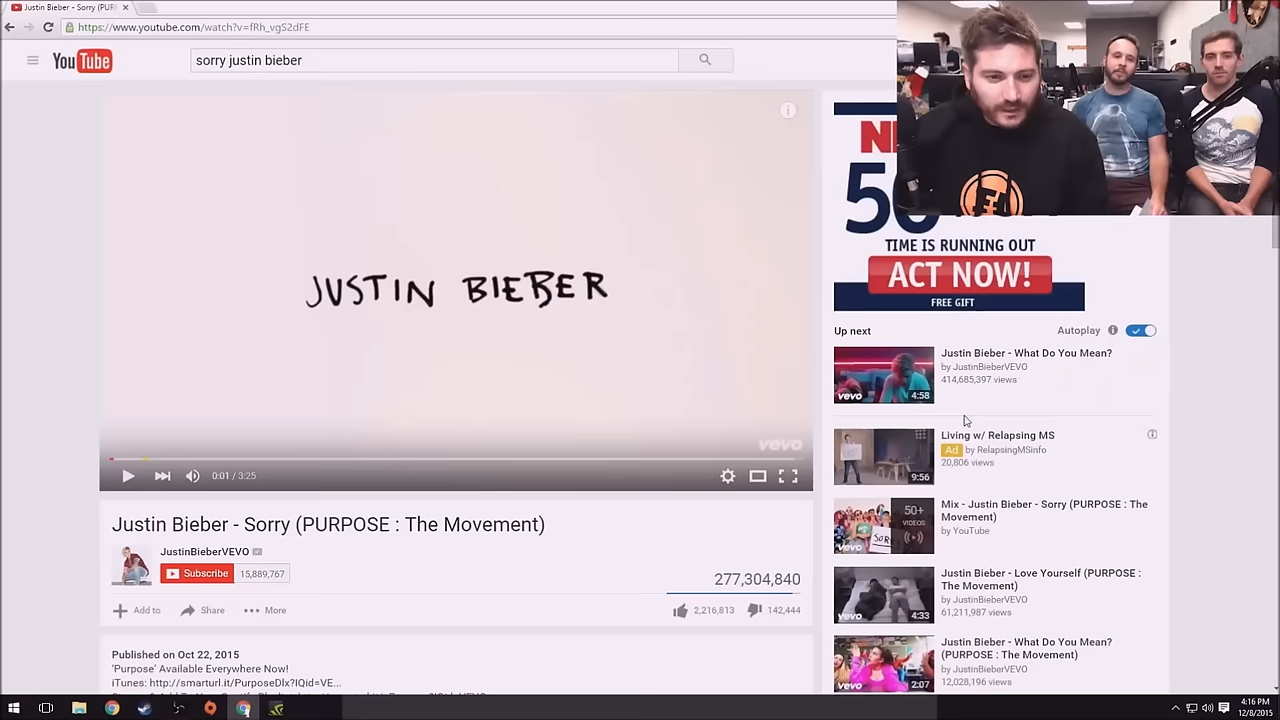 Justin Bieber - Sorry (PUR
https://www.youtube.com/watch?v=fRh_vgS2dFE
YouTube
sorry justin bieber
JUSTIN BIEBER
vevo
0:01 / 3:25
Justin Bieber - Sorry (PURPOSE : The Movement)
JustinBieberVEVO
Subscribe 15,889,767
277,304,840
Add to Share More
2,216,813 142,444
Published on Oct 22, 2015
'Purpose' Available Everywhere Now!
iTunes: http://smarturl.it/PurposeDlx?IQid=VE...
TIME IS RUNNING OUT
ACT NOW!
FREE GIFT
Up next Autoplay
vevo 4:58
Justin Bieber - What Do You Mean?
by JustinBieberVEVO
414,685,397 views
9:56
Living w/ Relapsing MS
Ad by RelapsingMSinfo
20,806 views
50+
VIDEOS
vevo
Mix - Justin Bieber - Sorry (PURPOSE : The
Movement)
by YouTube
vevo 4:33
Justin Bieber - Love Yourself (PURPOSE :
The Movement)
by JustinBieberVEVO
61,211,987 views
vevo 2:07
Justin Bieber - What Do You Mean?
(PURPOSE : The Movement)
by JustinBieberVEVO
12,028,196 views
4:16 PM
12/8/2015